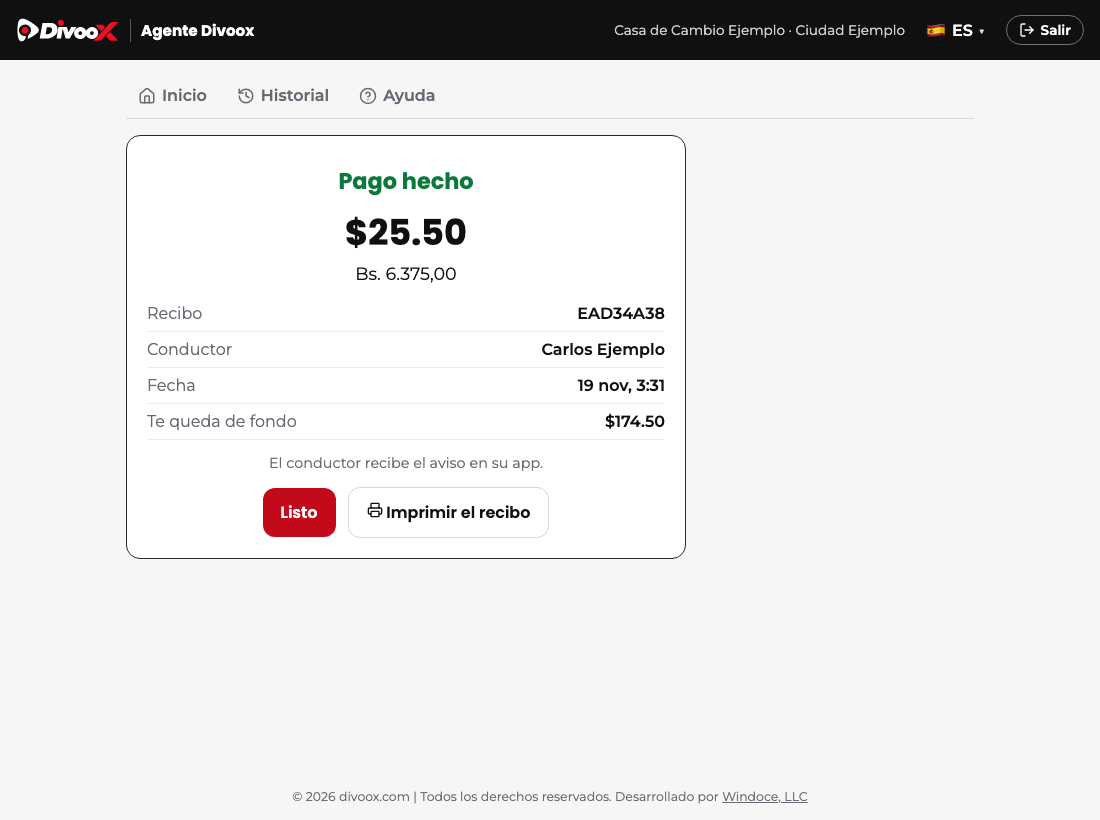 Divoox
Agente Divoox
Casa de Cambio Ejemplo · Ciudad Ejemplo
ES
Salir
Inicio
Historial
Ayuda
Pago hecho
$25.50
Bs. 6.375,00
Recibo EAD34A38
Conductor Carlos Ejemplo
Fecha 19 nov, 3:31
Te queda de fondo $174.50
El conductor recibe el aviso en su app.
Listo
Imprimir el recibo
© 2026 divoox.com | Todos los derechos reservados. Desarrollado por Windoce, LLC